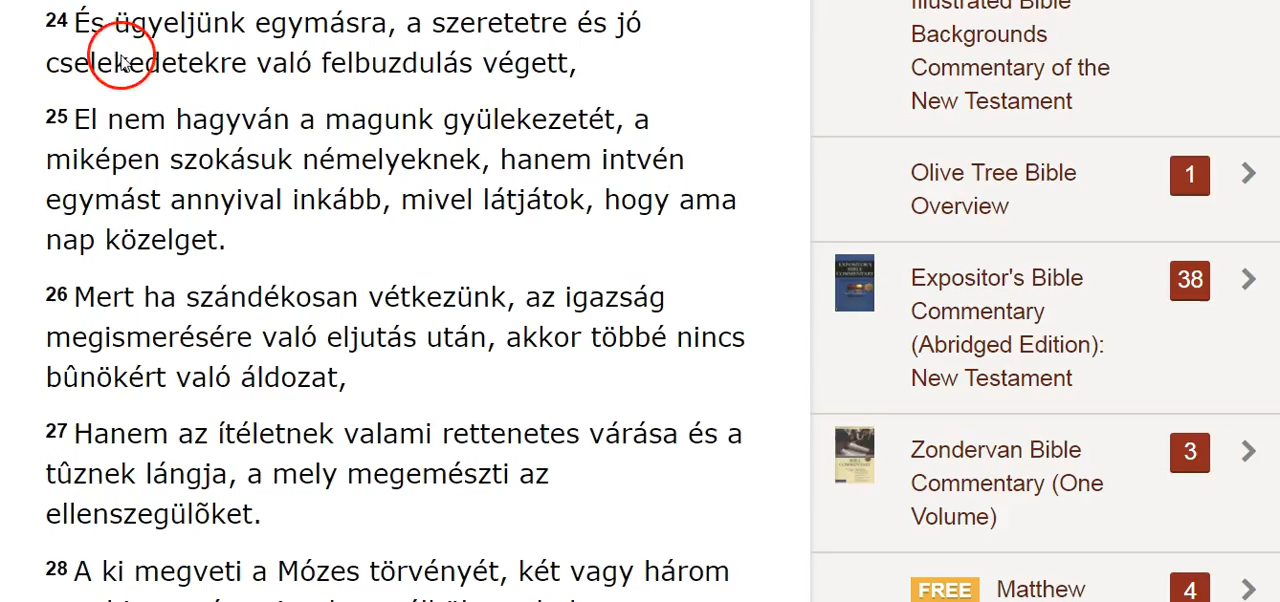 24 És ügyeljünk egymásra, a szeretetre és jó
cselekedetekre való felbuzdulás végett,
25 El nem hagyván a magunk gyülekezetét, a
miképen szokásuk némelyeknek, hanem intvén
egymást annyival inkább, mivel látjátok, hogy ama
nap közelget.
26 Mert ha szándékosan vétkezünk, az igazság
megismerésére való eljutás után, akkor többé nincs
bûnökért való áldozat,
27 Hanem az ítéletnek valami rettenetes várása és a
tûznek lángja, a mely megemészti az
ellenszegülõket.
28 A ki megveti a Mózes törvényét, két vagy három
Illustrated Bible
Backgrounds
Commentary of the
New Testament
Olive Tree Bible 1
Overview
Expositor's Bible 38
Commentary
(Abridged Edition):
New Testament
Zondervan Bible 3
Commentary (One
Volume)
FREE Matthew 4